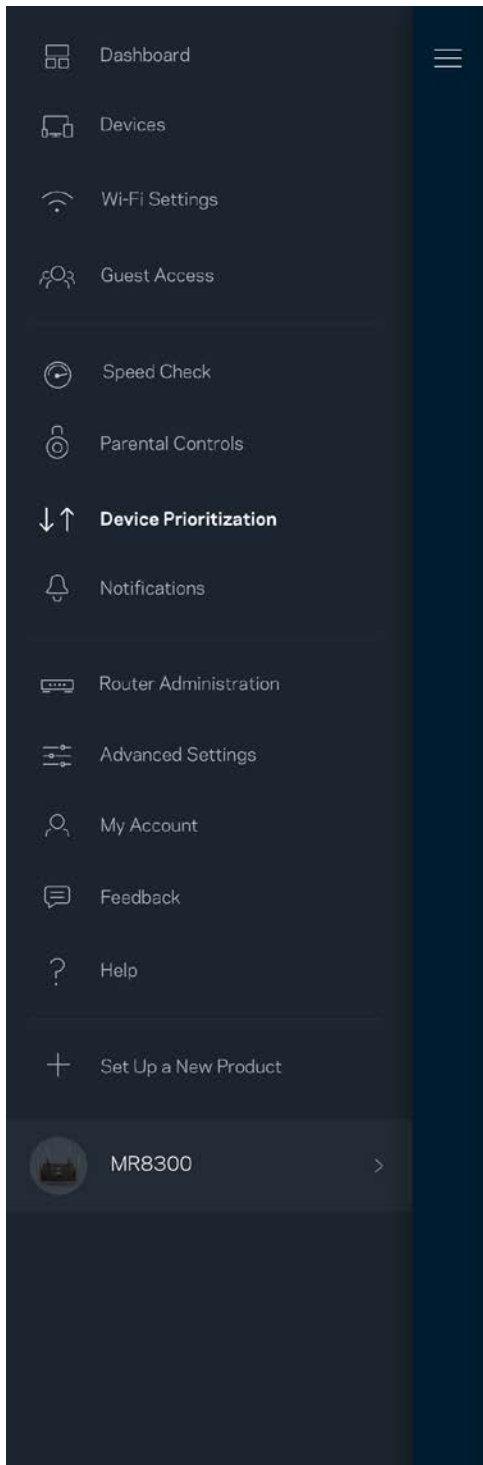 Dashboard
Devices
Wi-Fi Settings
Guest Access
Speed Check
Parental Controls
Device Prioritization
Notifications
Router Administration
Advanced Settings
My Account
Feedback
Help
Set Up a New Product
MR8300